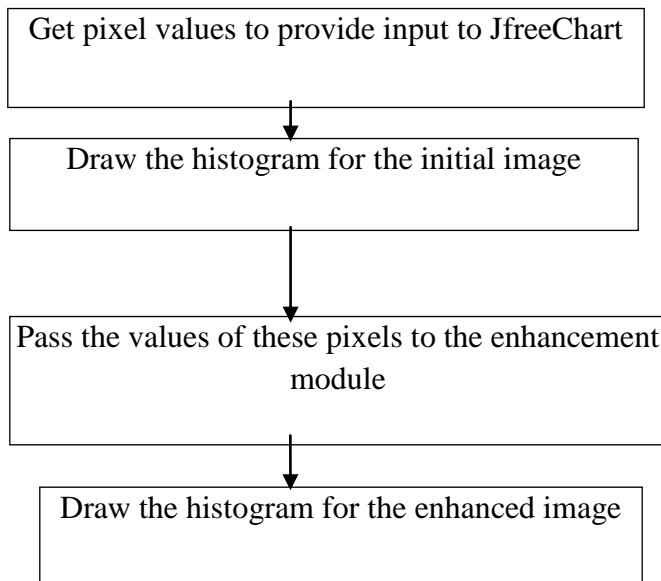 Get pixel values to provide input to JfreeChart
Draw the histogram for the initial image
Pass the values of these pixels to the enhancement
module
Draw the histogram for the enhanced image